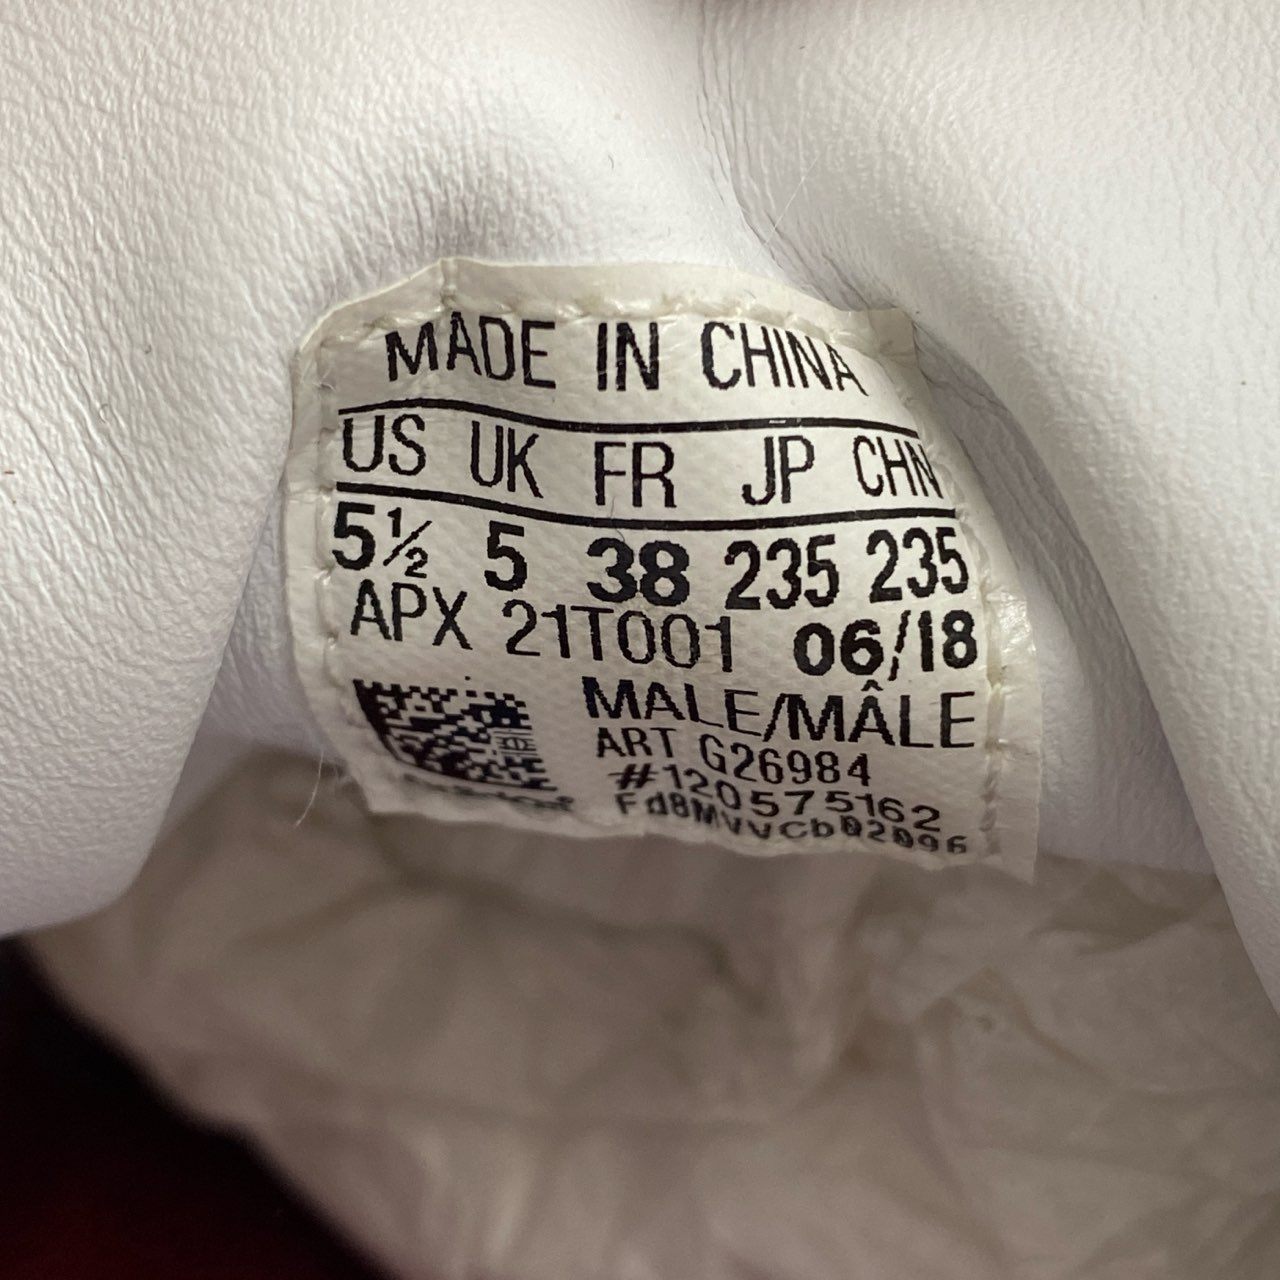 MADE IN CHINA
US UK FR JP CHN
5½ 5 38 235 235
APX 21T001 06/18
MALE/MÂLE
ART G26984
#120575162
Fd8MVVCb02096